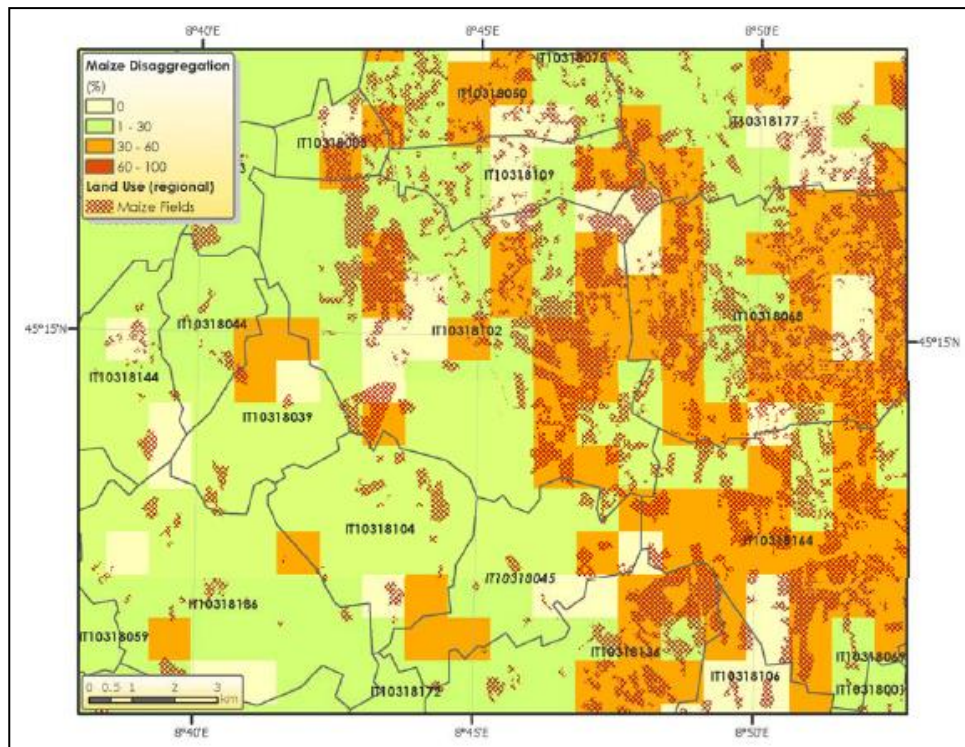 8°40'E 8°45'E 8°50'E
Maize Disaggregation
(%)
0
1 - 30
30 - 60
60 - 100
Land Use (regional)
Maize Fields
IT10318075
IT10318050
IT10318177
IT10318109
IT10318044
IT10318102
IT10318068
45°15'N
45°15'N
IT10318144
IT10318039
IT10318104
IT10318164
IT10318045
IT10318186
IT10318059
IT10318136
IT10318106
IT10318172
0 0.5 1 2 3
km
8°40'E 8°45'E 8°50'E